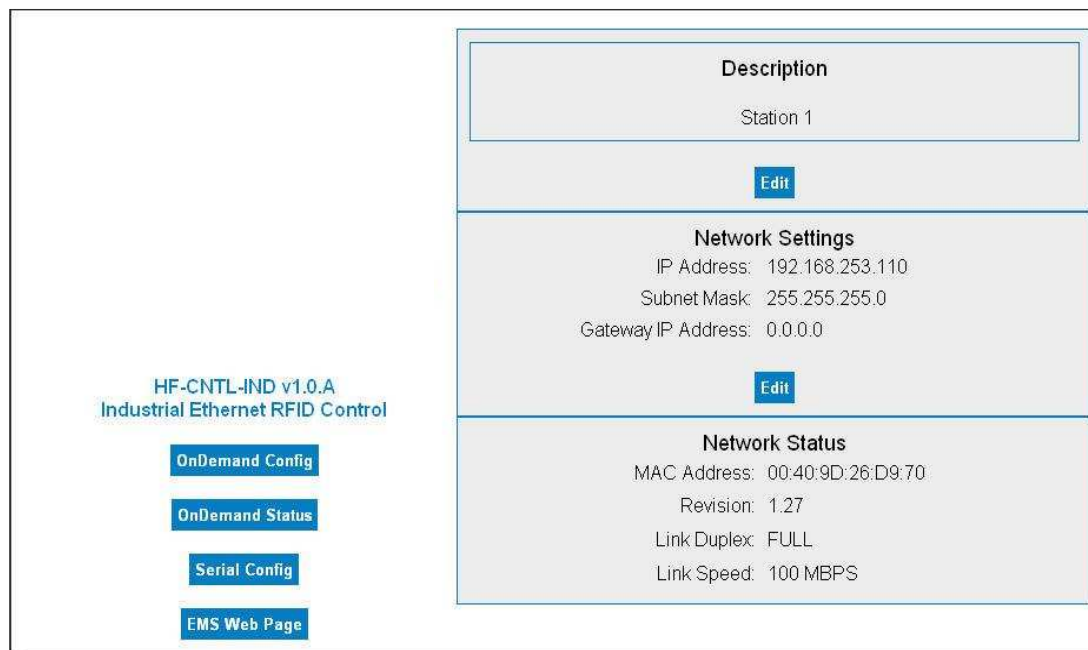 HF-CNTL-IND v1.0.A
Industrial Ethernet RFID Control
OnDemand Config
OnDemand Status
Serial Config
EMS Web Page
Description
Station 1
Edit
Network Settings
IP Address: 192.168.253.110
Subnet Mask: 255.255.255.0
Gateway IP Address: 0.0.0.0
Edit
Network Status
MAC Address: 00:40:9D:26:D9:70
Revision: 1.27
Link Duplex: FULL
Link Speed: 100 MBPS